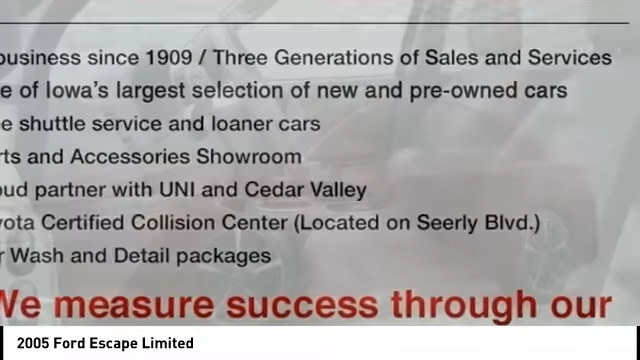 business since 1909 / Three Generations of Sales and Services
e of Iowa's largest selection of new and pre-owned cars
e shuttle service and loaner cars
rts and Accessories Showroom
oud partner with UNI and Cedar Valley
yota Certified Collision Center (Located on Seerly Blvd.)
r Wash and Detail packages
We measure success through our
2005 Ford Escape Limited